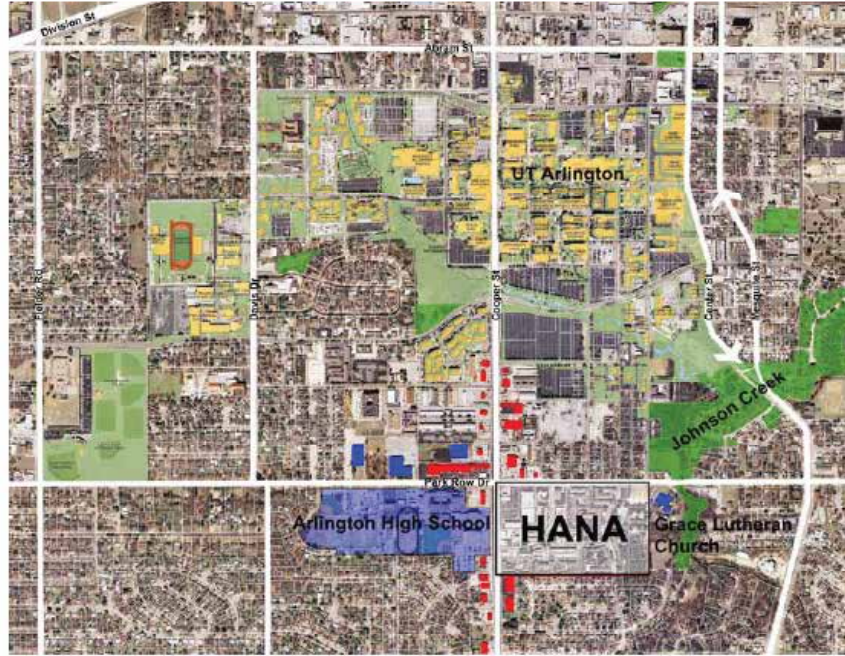 Division St
Abram St
UT Arlington
Fielder Rd
Davis Dr
Cooper St
Center St
Mesquite St
Johnson Creek
Park Row Dr
Arlington High School
HANA
Grace Lutheran
Church